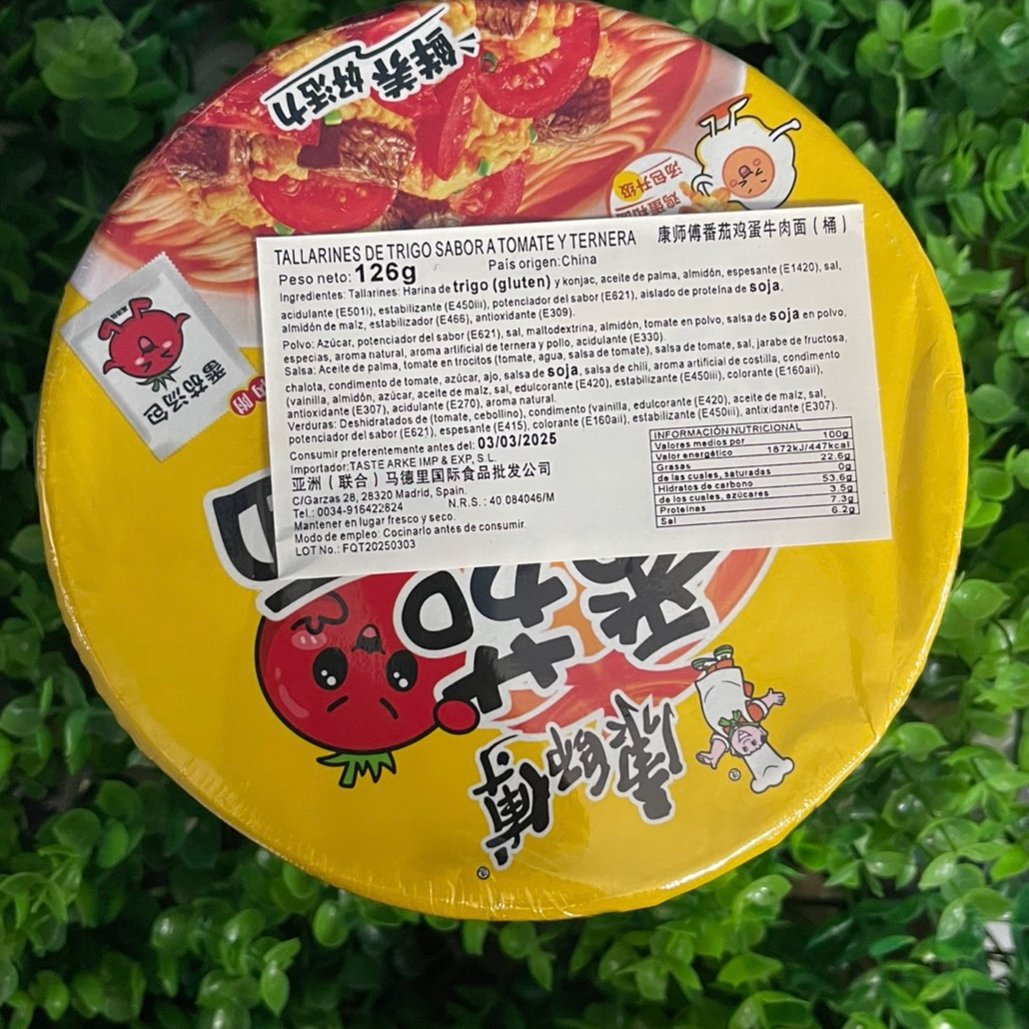 鲜养 好活力
汤包升级
TALLARINES DE TRIGO SABOR A TOMATE Y TERNERA 康师傅番茄鸡蛋牛肉面（桶）
Peso neto: 126g País origen:China
Ingredientes: Tallarines: Harina de trigo (gluten) y konjac, aceite de palma, almidón, espesante (E1420), sal,
acidulante (E501i), estabilizante (E450iii), potenciador del sabor (E621), aislado de proteína de soja,
almidón de maíz, estabilizador (E466), antioxidante (E309).
Polvo: Azúcar, potenciador del sabor (E621), sal, maltodextrina, almidón, tomate en polvo, salsa de soja en polvo,
especias, aroma natural, aroma artificial de ternera y pollo, acidulante (E330).
Salsa: Aceite de palma, tomate en trocitos (tomate, agua, salsa de tomate), salsa de tomate, sal, jarabe de fructosa,
chalota, condimento de tomate, azúcar, ajo, salsa de soja, salsa de chili, aroma artificial de costilla, condimento
(vainilla, almidón, azúcar, aceite de maíz, sal, edulcorante (E420), estabilizante (E450iii), colorante (E160aii),
antioxidante (E307), acidulante (E270), aroma natural.
Verduras: Deshidratados de (tomate, cebollino), condimento (vainilla, edulcorante (E420), aceite de maíz, sal,
potenciador del sabor (E621), espesante (E415), colorante (E160aii), estabilizante (E450iii), antixidante (E307).
Consumir preferentemente antes del: 03/03/2025
Importador:TASTE ARKE IMP & EXP, S.L.
亚洲（联合）马德里国际食品批发公司
C/Garzas 28, 28320 Madrid, Spain.
Tel.: 0034-916422824 N.R.S.: 40.084046/M
Mantener en lugar fresco y seco.
Modo de empleo: Cocinarlo antes de consumir.
LOT No.: FQT20250303
INFORMACIÓN NUTRICIONAL
Valores medios por 100g
Valor energético 1872kJ/447kcal
Grasas 22.6g
de las cuales, saturadas 0g
Hidratos de carbono 53.6g
de los cuales, azúcares 3.5g
Proteínas 7.3g
Sal 6.2g
番茄汤包
番茄
康师傅